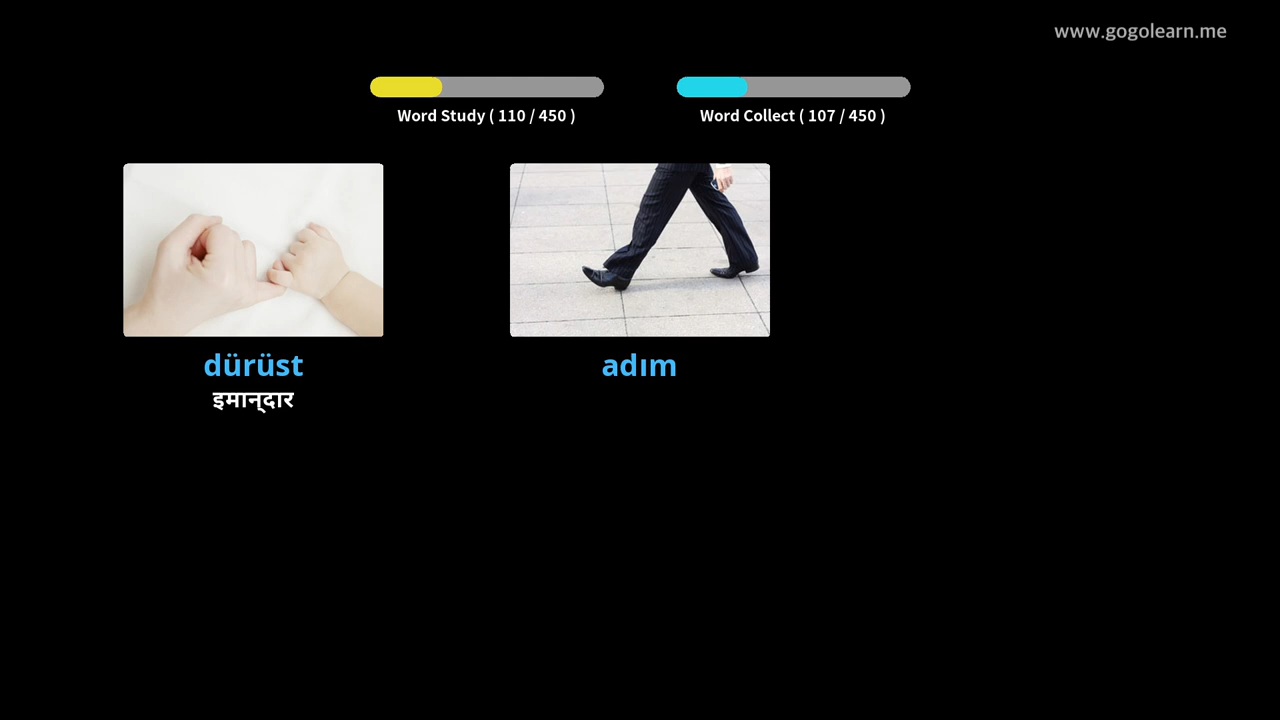 www.gogolearn.me
Word Study ( 110 / 450 )
Word Collect ( 107 / 450 )
dürüst
इमान्‌दार
adım